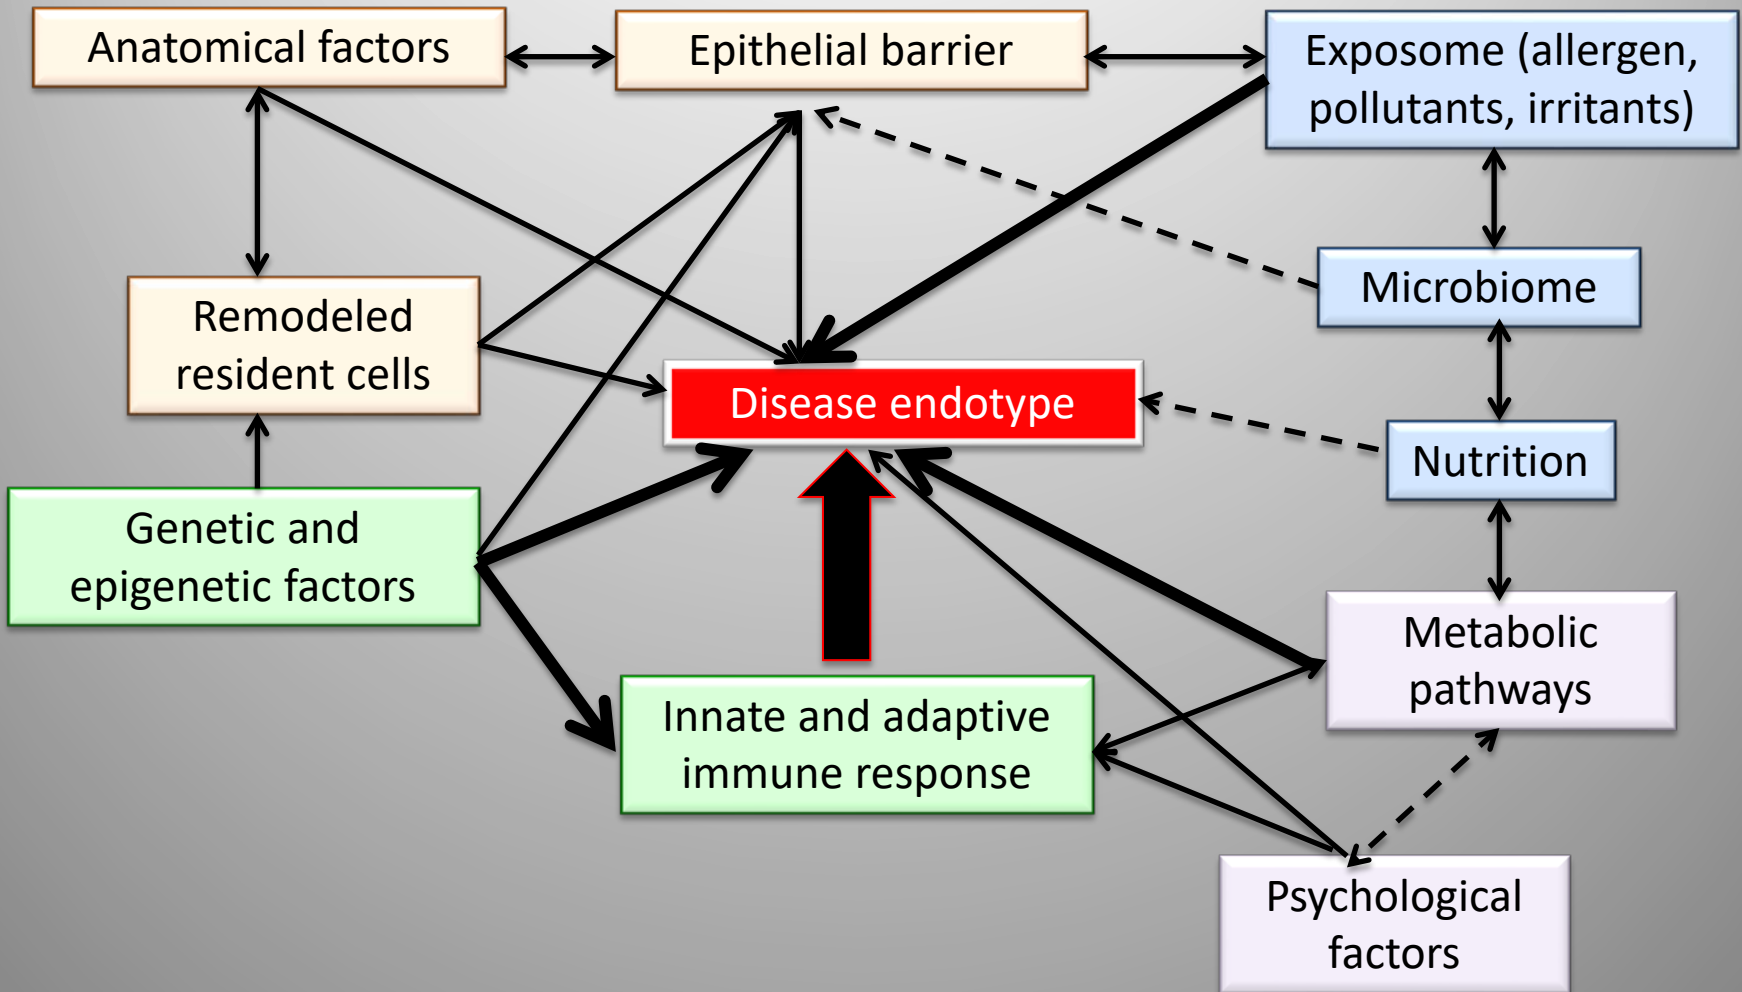 Anatomical factors
Epithelial barrier
Exposome (allergen,
pollutants, irritants)
Microbiome
Remodeled
resident cells
Disease endotype
Nutrition
Genetic and
epigenetic factors
Metabolic
pathways
Innate and adaptive
immune response
Psychological
factors